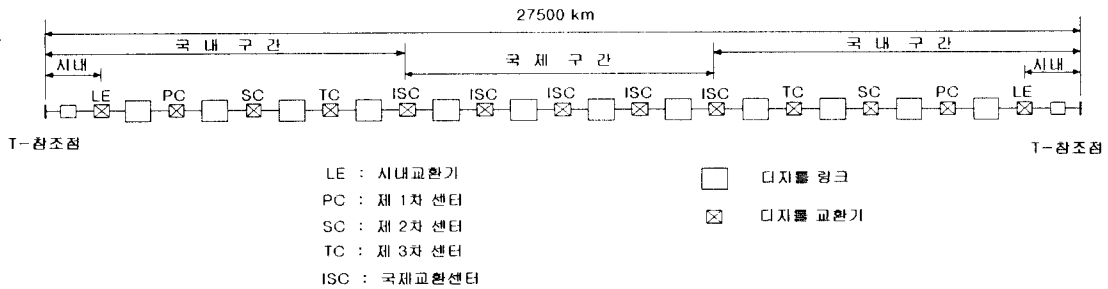 27500 km
국 내 구 간
국 내 구 간
시내
국 제 구 간
시내
LE PC SC TC ISC ISC ISC ISC ISC TC SC PC LE
T-참조점
T-참조점
LE : 시내교환기
PC : 제 1차 센터
SC : 제 2차 센터
TC : 제 3차 센터
ISC : 국제교환센터
디지틀 링크
디지틀 교환기